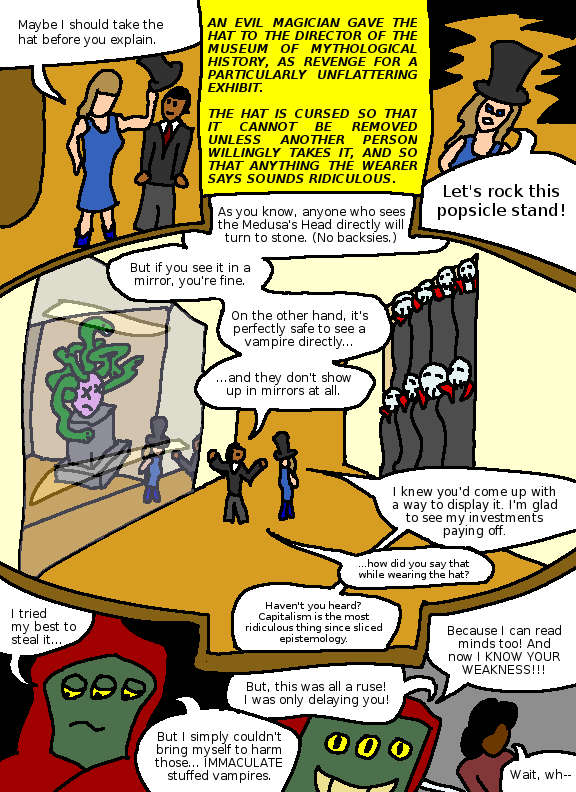 Maybe I should take the
hat before you explain.
AN EVIL MAGICIAN GAVE THE
HAT TO THE DIRECTOR OF THE
MUSEUM OF MYTHOLOGICAL
HISTORY, AS REVENGE FOR A
PARTICULARLY UNFLATTERING
EXHIBIT.
THE HAT IS CURSED SO THAT
IT CANNOT BE REMOVED
UNLESS ANOTHER PERSON
WILLINGLY TAKES IT, AND SO
THAT ANYTHING THE WEARER
SAYS SOUNDS RIDICULOUS.
Let's rock this
popsicle stand!
As you know, anyone who sees
the Medusa's Head directly will
turn to stone. (No backsies.)
But if you see it in a
mirror, you're fine.
On the other hand, it's
perfectly safe to see a
vampire directly...
...and they don't show
up in mirrors at all.
I knew you'd come up with
a way to display it. I'm glad
to see my investments
paying off.
...how did you say that
while wearing the hat?
Haven't you heard?
Capitalism is the most
ridiculous thing since sliced
epistemology.
I tried
my best to
steal it...
But I simply couldn't
bring myself to harm
those... IMMACULATE
stuffed vampires.
But, this was all a ruse!
I was only delaying you!
Because I can read
minds too! And
now I KNOW YOUR
WEAKNESS!!!
Wait, wh--